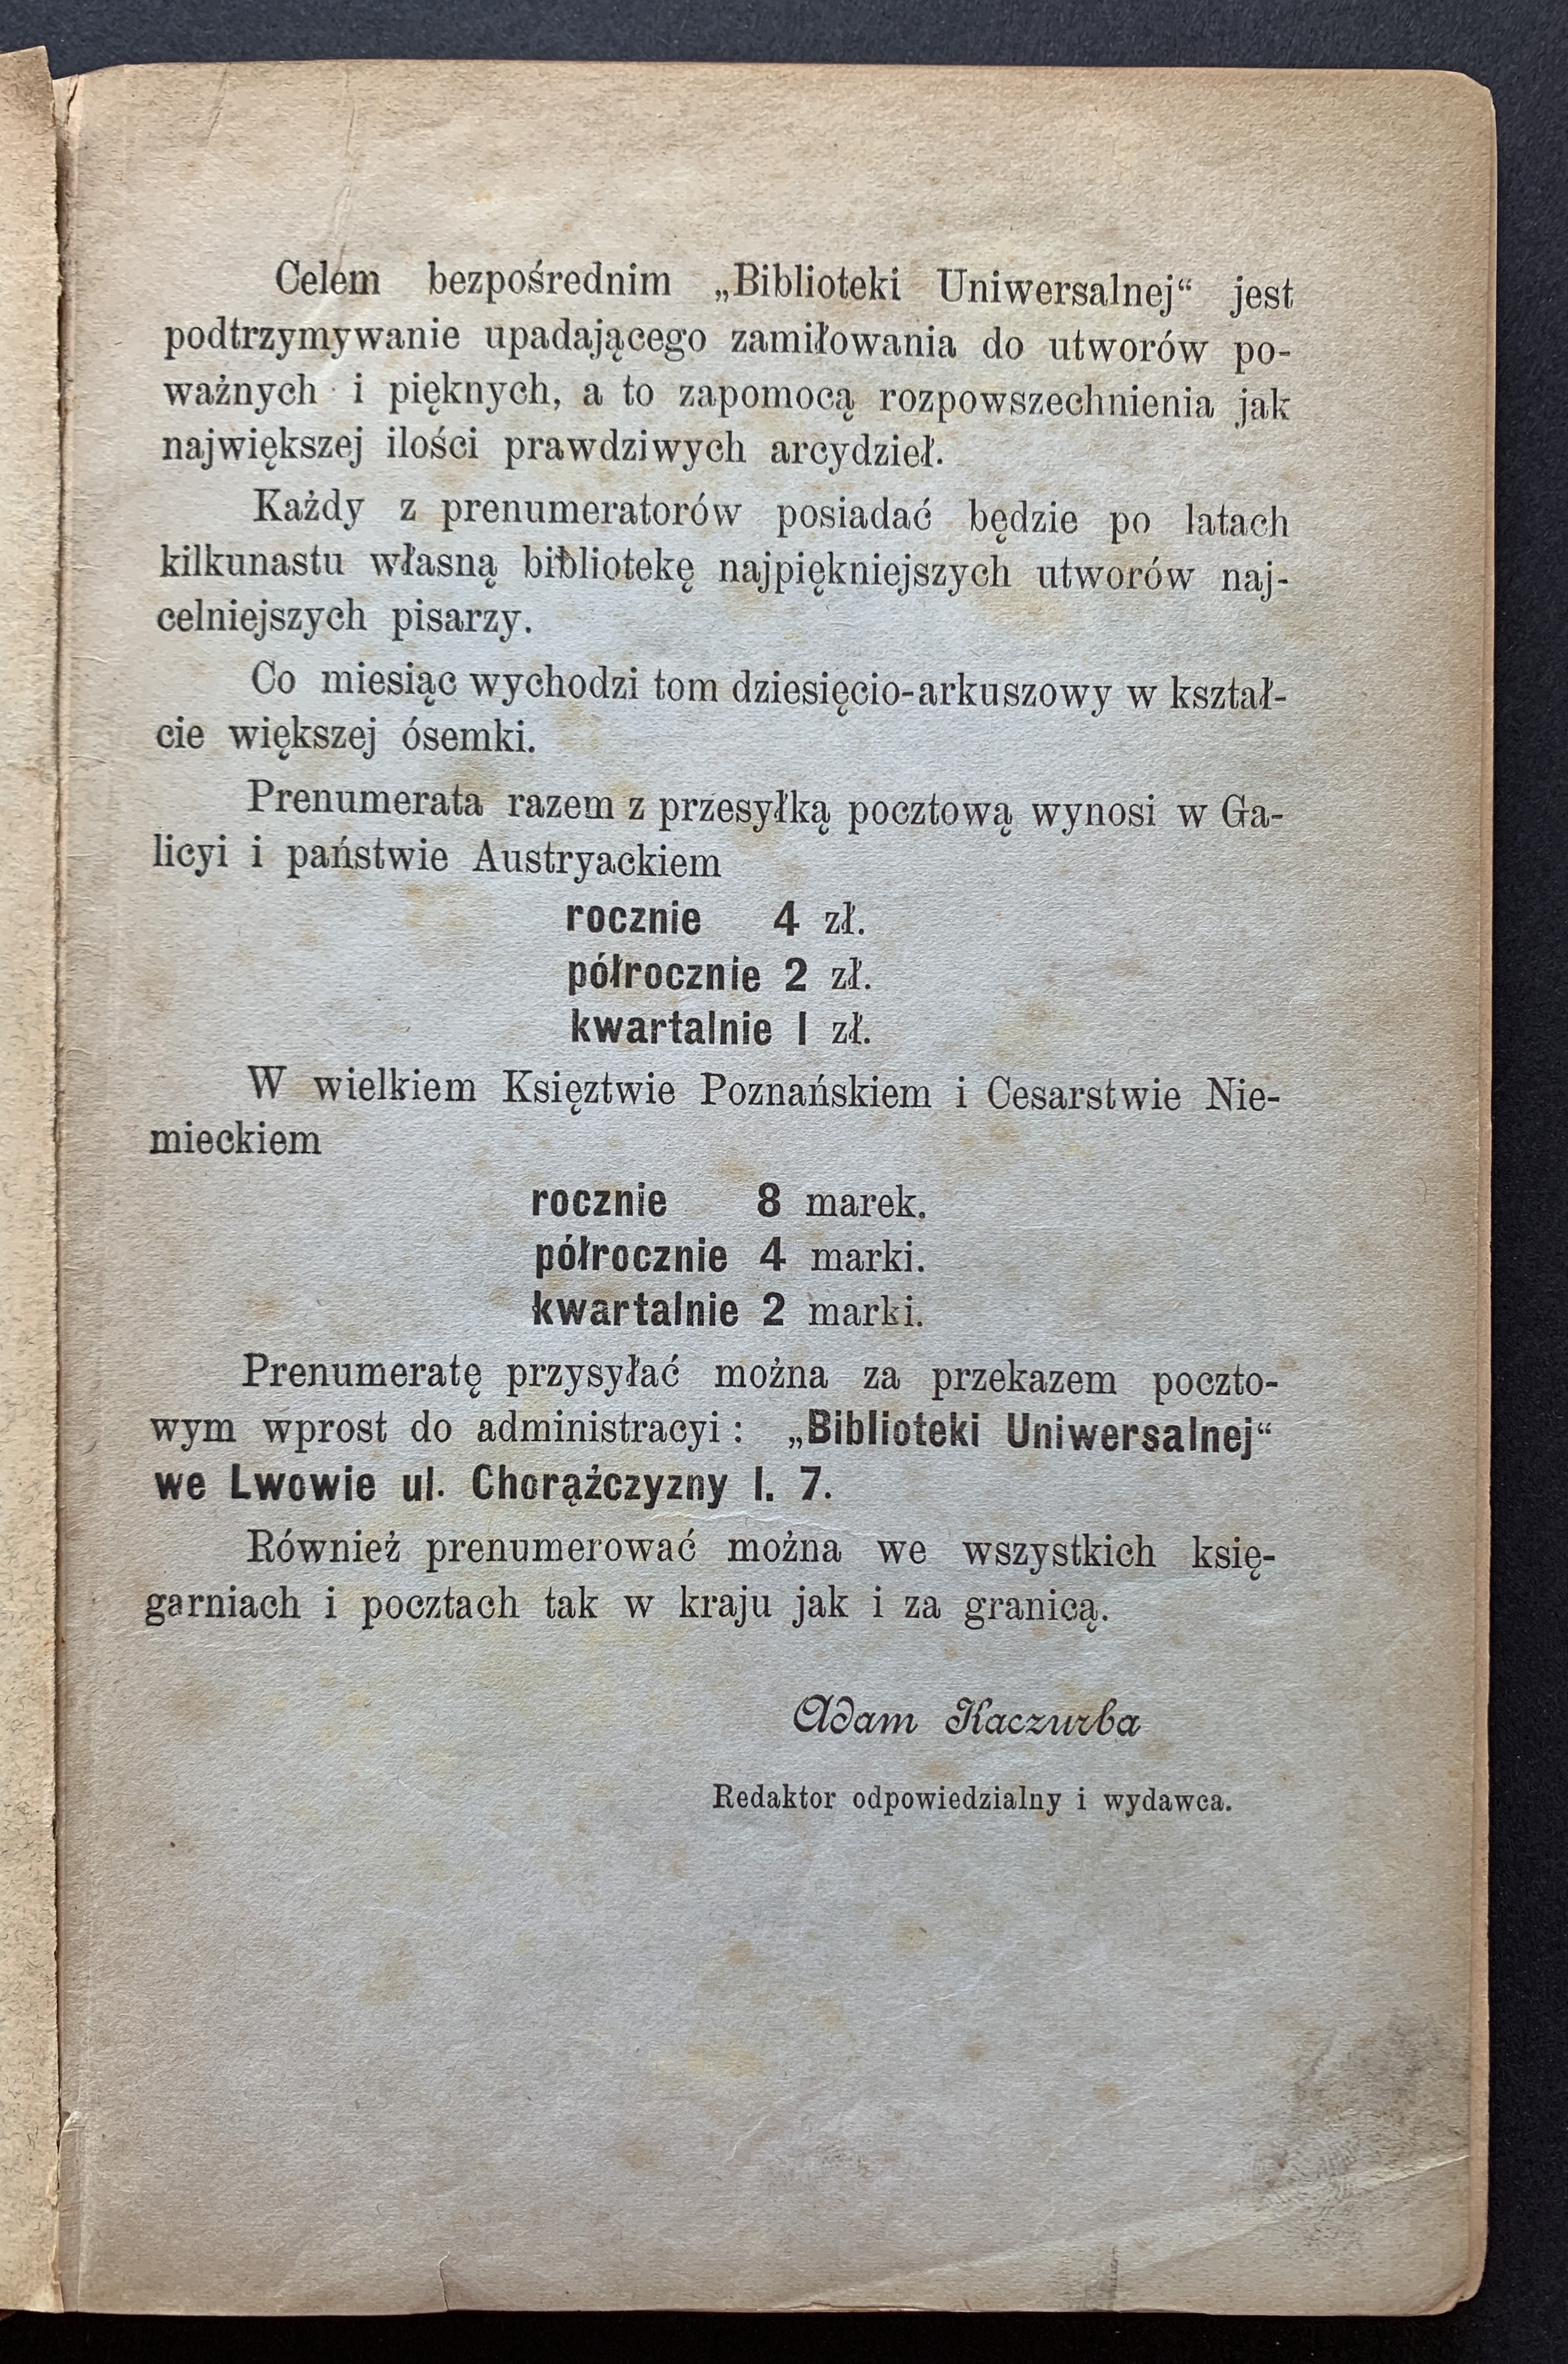 Celem bezpośrednim „Biblioteki Uniwersalnej“ jest
podtrzymywanie upadającego zamiłowania do utworów po-
ważnych i pięknych, a to zapomocą rozpowszechnienia jak
największej ilości prawdziwych arcydzieł.
Każdy z prenumeratorów posiadać będzie po latach
kilkunastu własną bibliotekę najpiękniejszych utworów naj-
celniejszych pisarzy.
Co miesiąc wychodzi tom dziesięcio-arkuszowy w kształ-
cie większej ósemki.
Prenumerata razem z przesyłką pocztową wynosi w Ga-
licyi i państwie Austryackiem
rocznie 4 zł.
półrocznie 2 zł.
kwartalnie 1 zł.
W wielkiem Księztwie Poznańskiem i Cesarstwie Nie-
mieckiem
rocznie 8 marek.
półrocznie 4 marki.
kwartalnie 2 marki.
Prenumeratę przysyłać można za przekazem poczto-
wym wprost do administracyi: „Biblioteki Uniwersalnej“
we Lwowie ul. Chorążczyzny l. 7.
Również prenumerować można we wszystkich księ-
garniach i pocztach tak w kraju jak i za granicą.
Adam Kaczurba
Redaktor odpowiedzialny i wydawca.